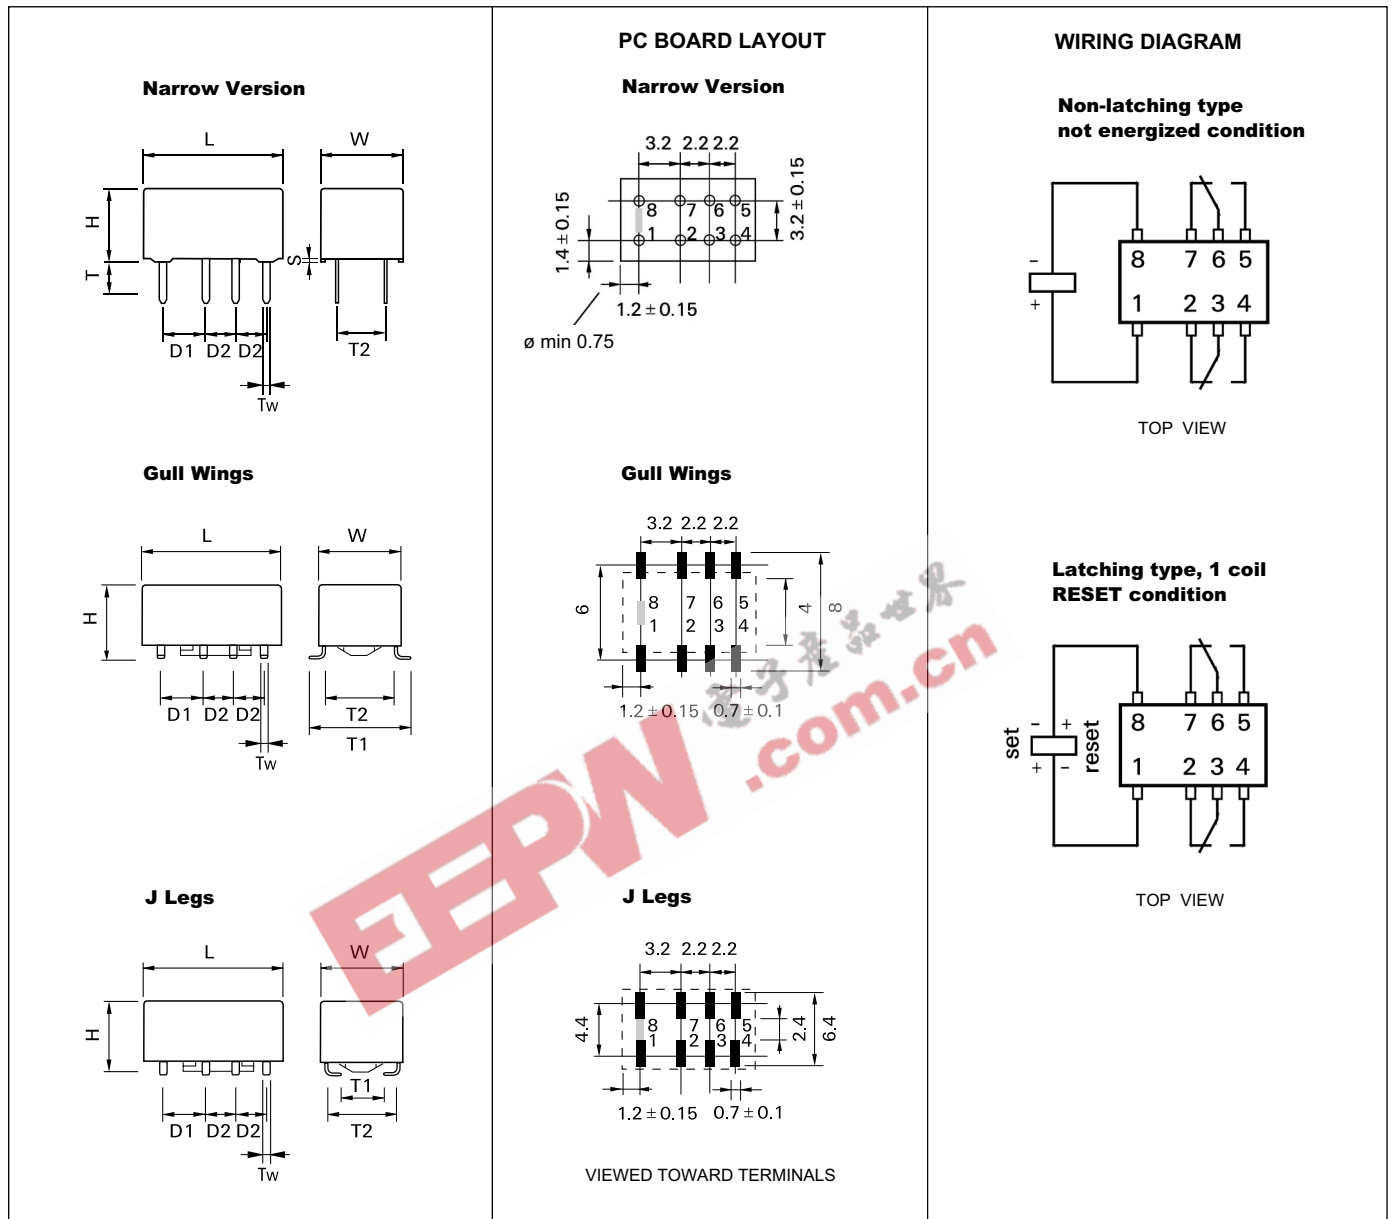 PC BOARD LAYOUT
WIRING DIAGRAM
Narrow Version
L
W
H
T
S
D1 D2 D2
T2
Tw
Narrow Version
3.2 2.2 2.2
8 7 6 5
1 2 3 4
1.4 ± 0.15
3.2 ± 0.15
1.2 ± 0.15
ø min 0.75
Non-latching type
not energized condition
-
+
8 7 6 5
1 2 3 4
TOP VIEW
Gull Wings
L
W
H
D1 D2 D2
T2
T1
Tw
Gull Wings
3.2 2.2 2.2
6
8 7 6 5
1 2 3 4
4
8
1.2 ± 0.15 0.7 ± 0.1
Latching type, 1 coil
RESET condition
set
- +
+ -
reset
8 7 6 5
1 2 3 4
TOP VIEW
J Legs
L
W
H
D1 D2 D2
T1
T2
Tw
J Legs
3.2 2.2 2.2
4.4
8 7 6 5
1 2 3 4
2.4
6.4
1.2 ± 0.15 0.7 ± 0.1
VIEWED TOWARD TERMINALS
EEPW
.com.cn
電子產品世界